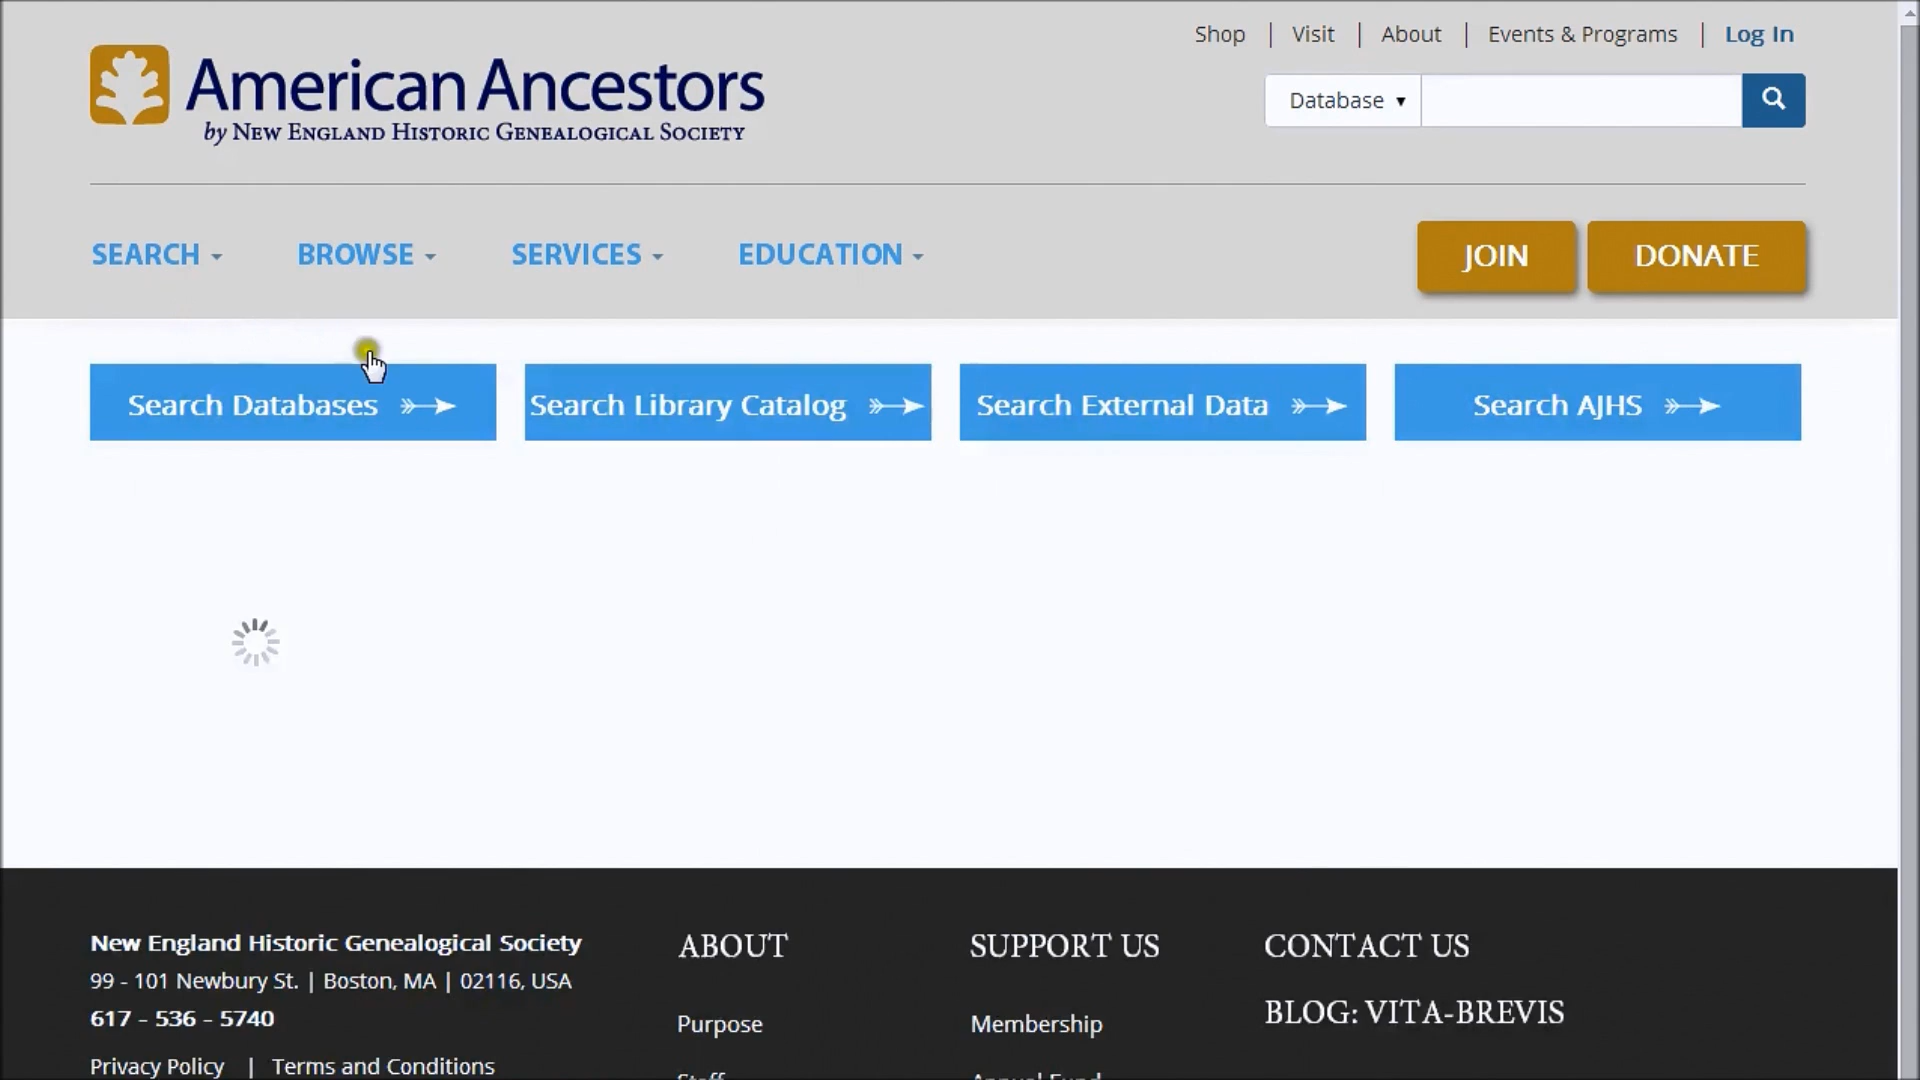 Shop | Visit | About | Events & Programs | Log In
American Ancestors
by NEW ENGLAND HISTORIC GENEALOGICAL SOCIETY
Database
SEARCH BROWSE SERVICES EDUCATION JOIN DONATE
Search Databases Search Library Catalog Search External Data Search AJHS
New England Historic Genealogical Society
99 - 101 Newbury St. | Boston, MA | 02116, USA
617 - 536 - 5740
Privacy Policy | Terms and Conditions
ABOUT
Purpose
Staff
SUPPORT US
Membership
Annual Fund
CONTACT US
BLOG: VITA-BREVIS